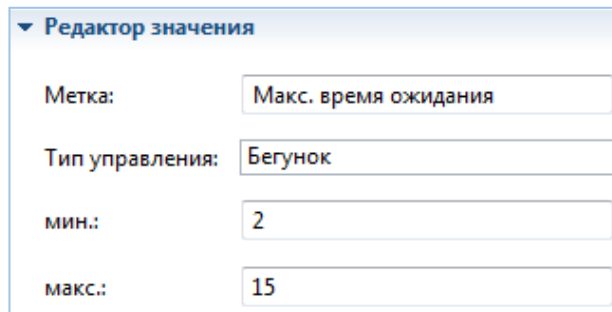 Редактор значения
Метка: Макс. время ожидания
Тип управления: Бегунок
мин.: 2
макс.: 15